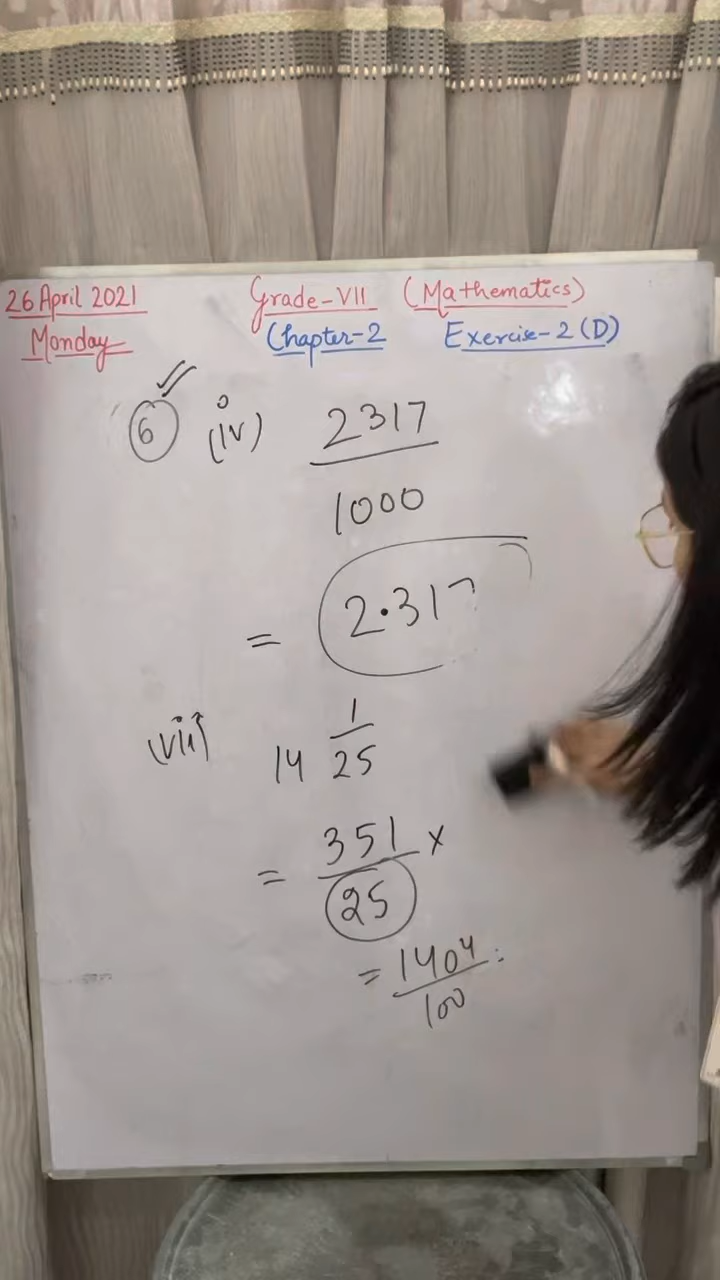 26 April 2021 Grade-VII (Mathematics)
Monday Chapter-2 Exercise-2(D)
6 (iv) 2317
1000
= 2.317
(vii) 14 1
25
= 351 ×
25
= 1404
100